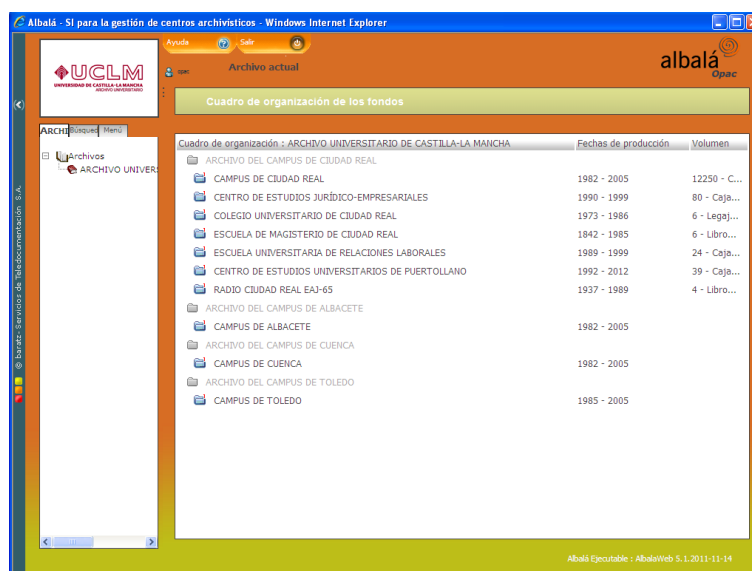 Albalá - SI para la gestión de centros archivísticos - Windows Internet Explorer
Ayuda Salir
opac Archivo actual
albalá
Opac
UCLM
UNIVERSIDAD DE CASTILLA-LA MANCHA
ARCHIVO UNIVERSITARIO
Cuadro de organización de los fondos
ARCHI Búsqued Menú
Archivos
ARCHIVO UNIVER
Cuadro de organización : ARCHIVO UNIVERSITARIO DE CASTILLA-LA MANCHA Fechas de producción Volumen
ARCHIVO DEL CAMPUS DE CIUDAD REAL
CAMPUS DE CIUDAD REAL 1982 - 2005 12250 - C...
CENTRO DE ESTUDIOS JURÍDICO-EMPRESARIALES 1990 - 1999 80 - Caja...
COLEGIO UNIVERSITARIO DE CIUDAD REAL 1973 - 1986 6 - Legaj...
ESCUELA DE MAGISTERIO DE CIUDAD REAL 1842 - 1985 6 - Libro...
ESCUELA UNIVERSITARIA DE RELACIONES LABORALES 1989 - 1999 24 - Caja...
CENTRO DE ESTUDIOS UNIVERSITARIOS DE PUERTOLLANO 1992 - 2012 39 - Caja...
RADIO CIUDAD REAL EAJ-65 1937 - 1989 4 - Libro...
ARCHIVO DEL CAMPUS DE ALBACETE
CAMPUS DE ALBACETE 1982 - 2005
ARCHIVO DEL CAMPUS DE CUENCA
CAMPUS DE CUENCA 1982 - 2005
ARCHIVO DEL CAMPUS DE TOLEDO
CAMPUS DE TOLEDO 1985 - 2005
© baratz - Servicios de Teledocumentación S.A.
Albalá Ejecutable : AlbalaWeb 5.1.2011-11-14